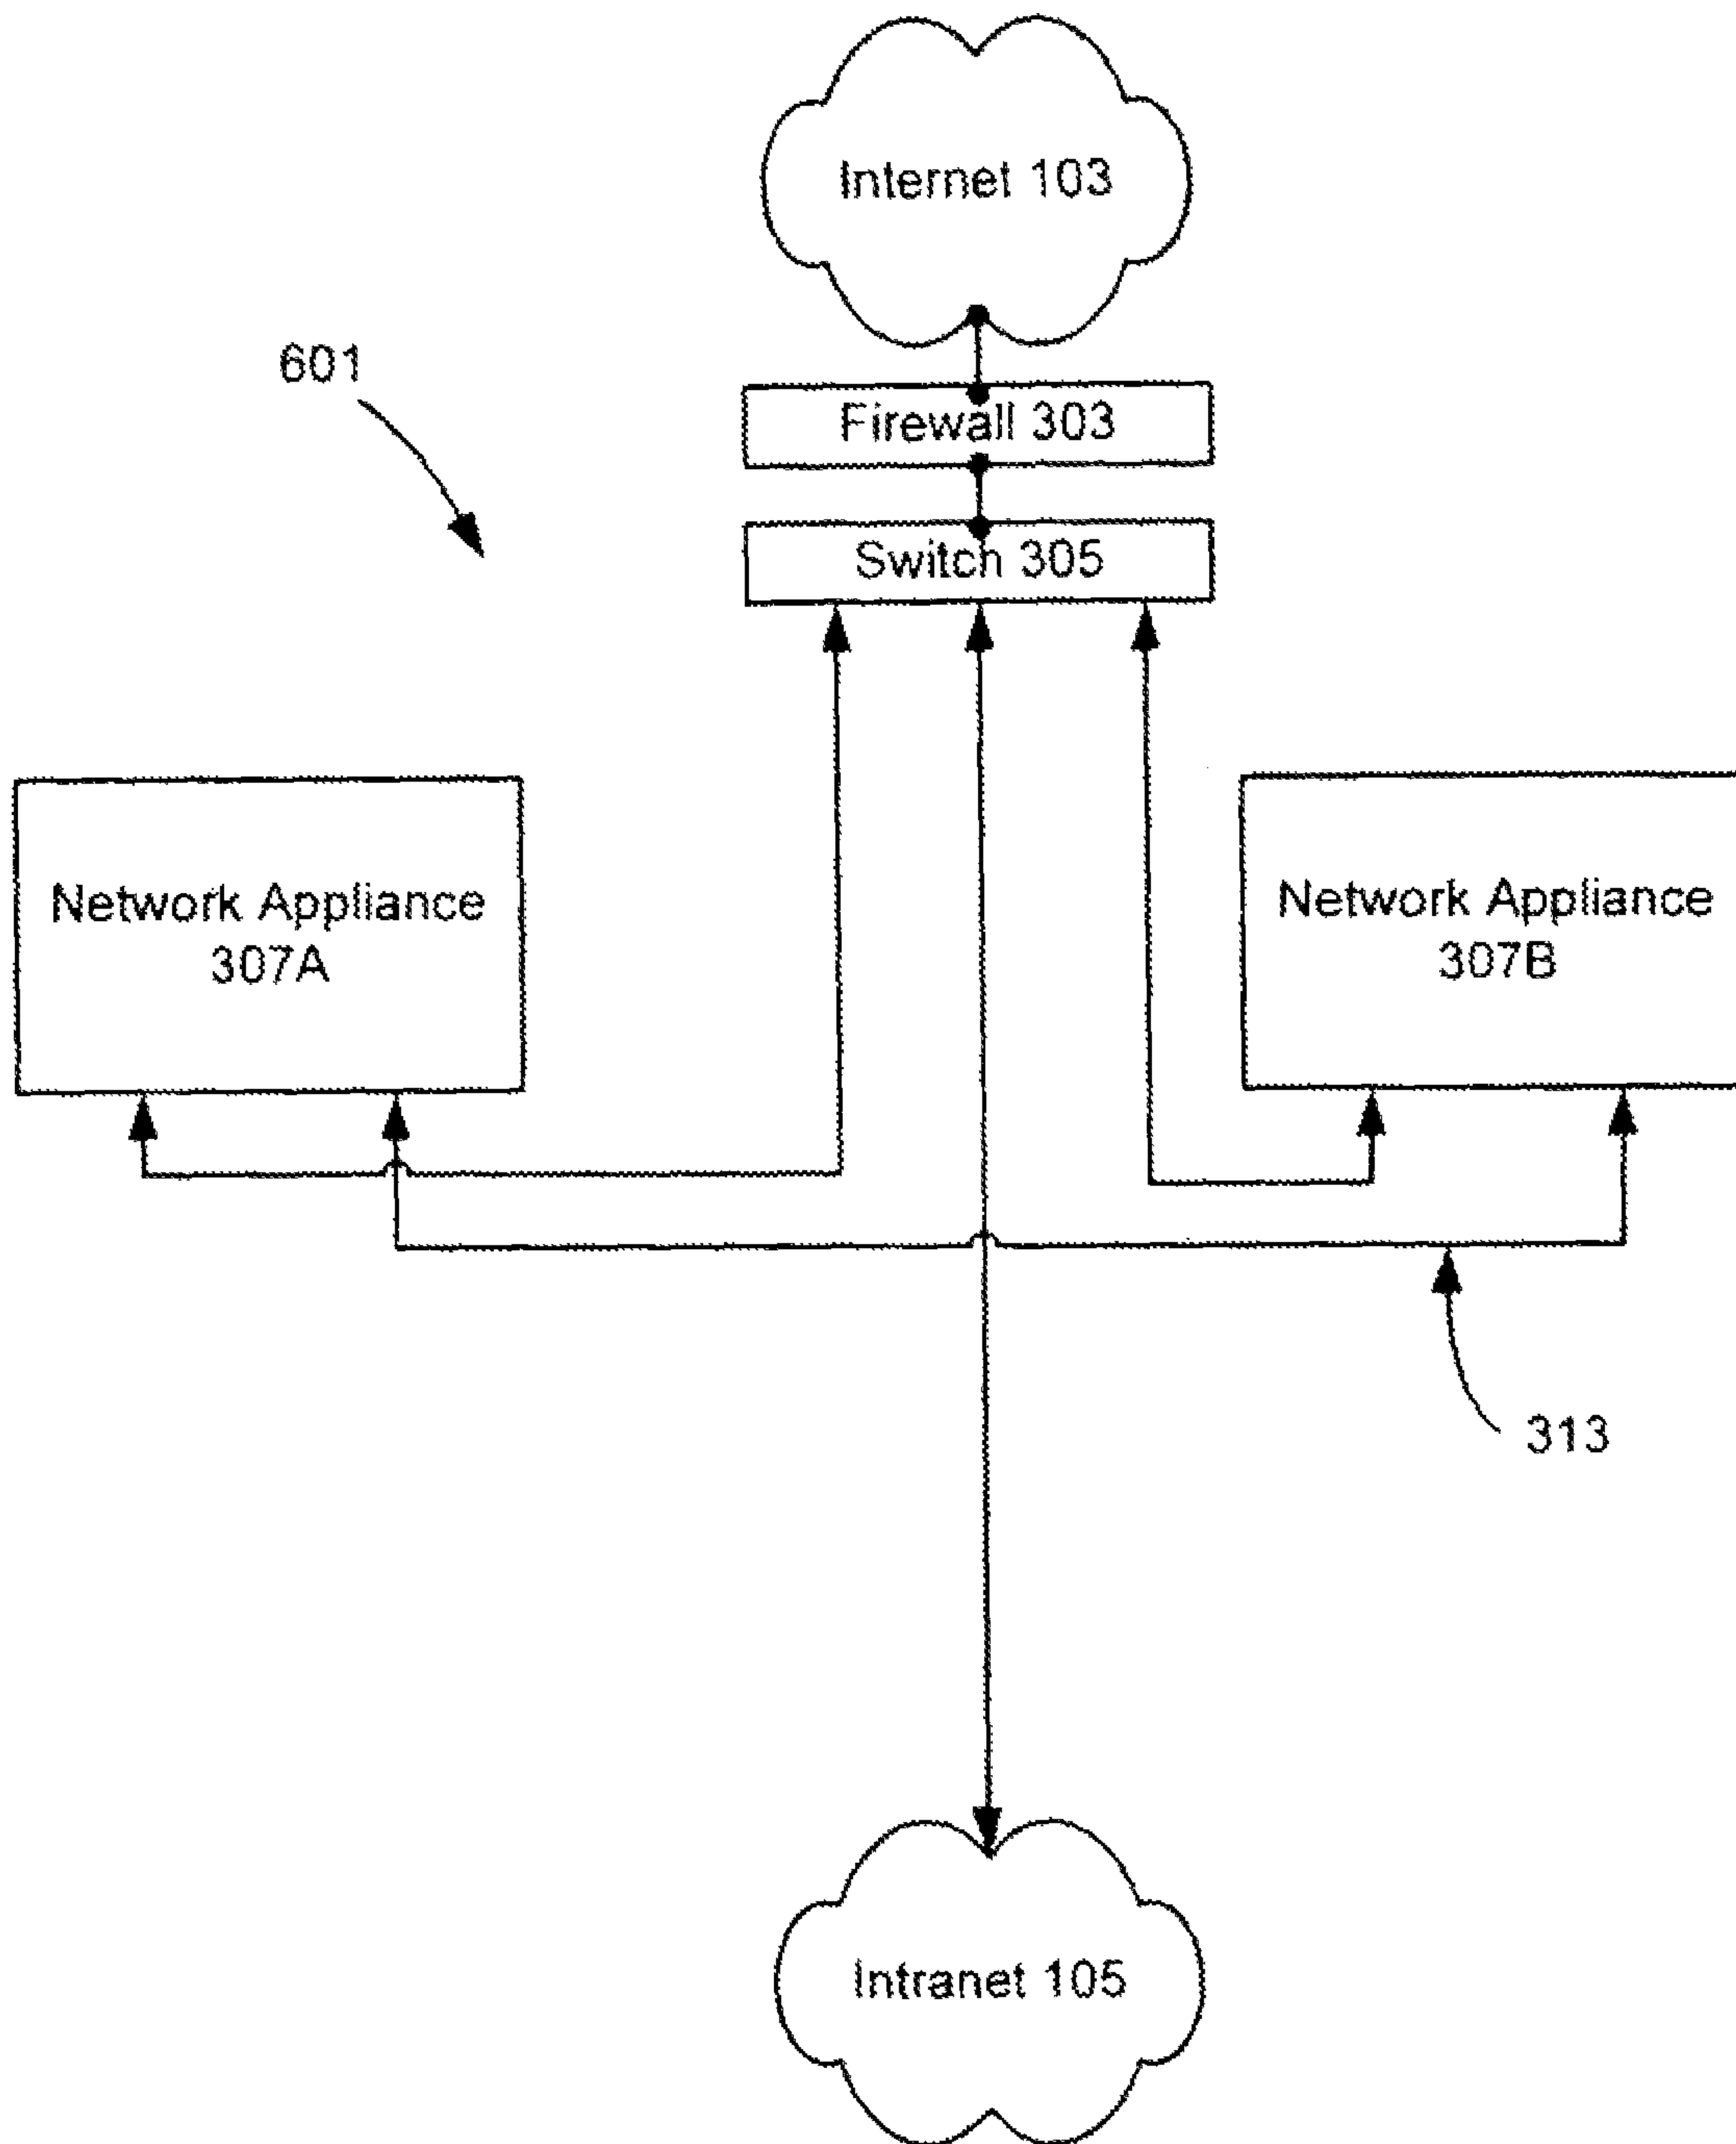 Internet 103
601
Firewall 303
Switch 305
Network Appliance
307A
Network Appliance
307B
313
Intranet 105